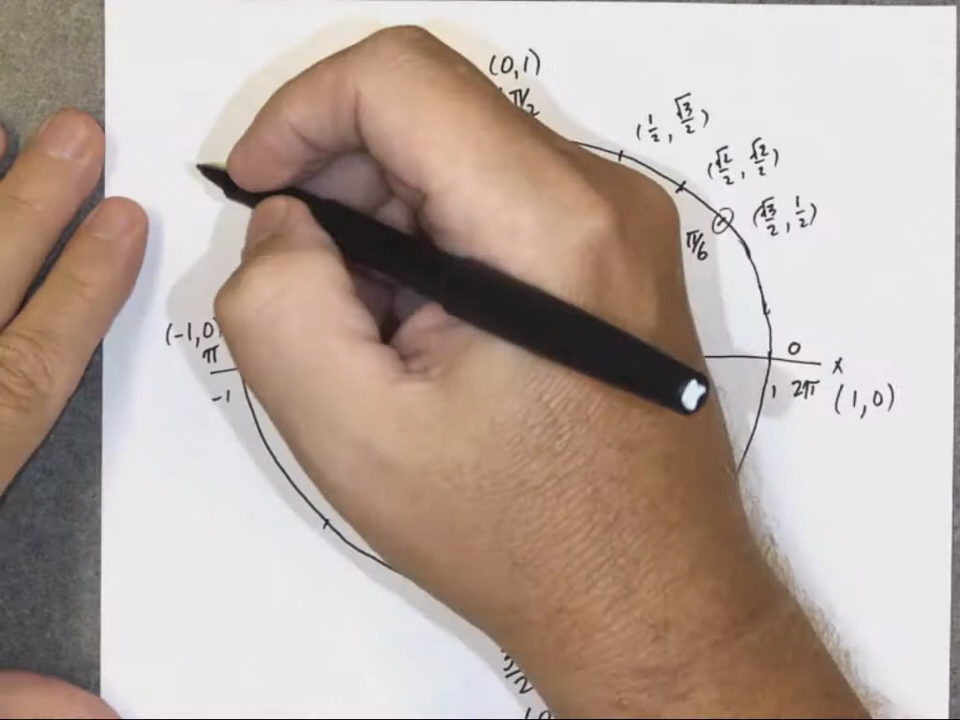 (0,1)
π/2
(1/2, √3/2)
(√2/2, √2/2)
(√3/2, 1/2)
π/6
(-1,0
π
-1
0
x
1 2π (1,0)